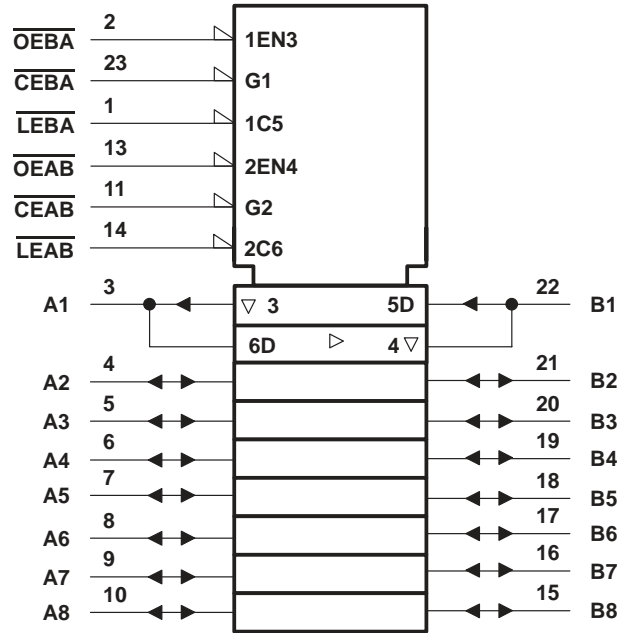 OEBA 2 1EN3
CEBA 23 G1
LEBA 1 1C5
OEAB 13 2EN4
CEAB 11 G2
LEAB 14 2C6
A1 3 ▽ 3 5D 22 B1
6D ▷ 4 ▽
A2 4 21 B2
A3 5 20 B3
A4 6 19 B4
A5 7 18 B5
A6 8 17 B6
A7 9 16 B7
A8 10 15 B8